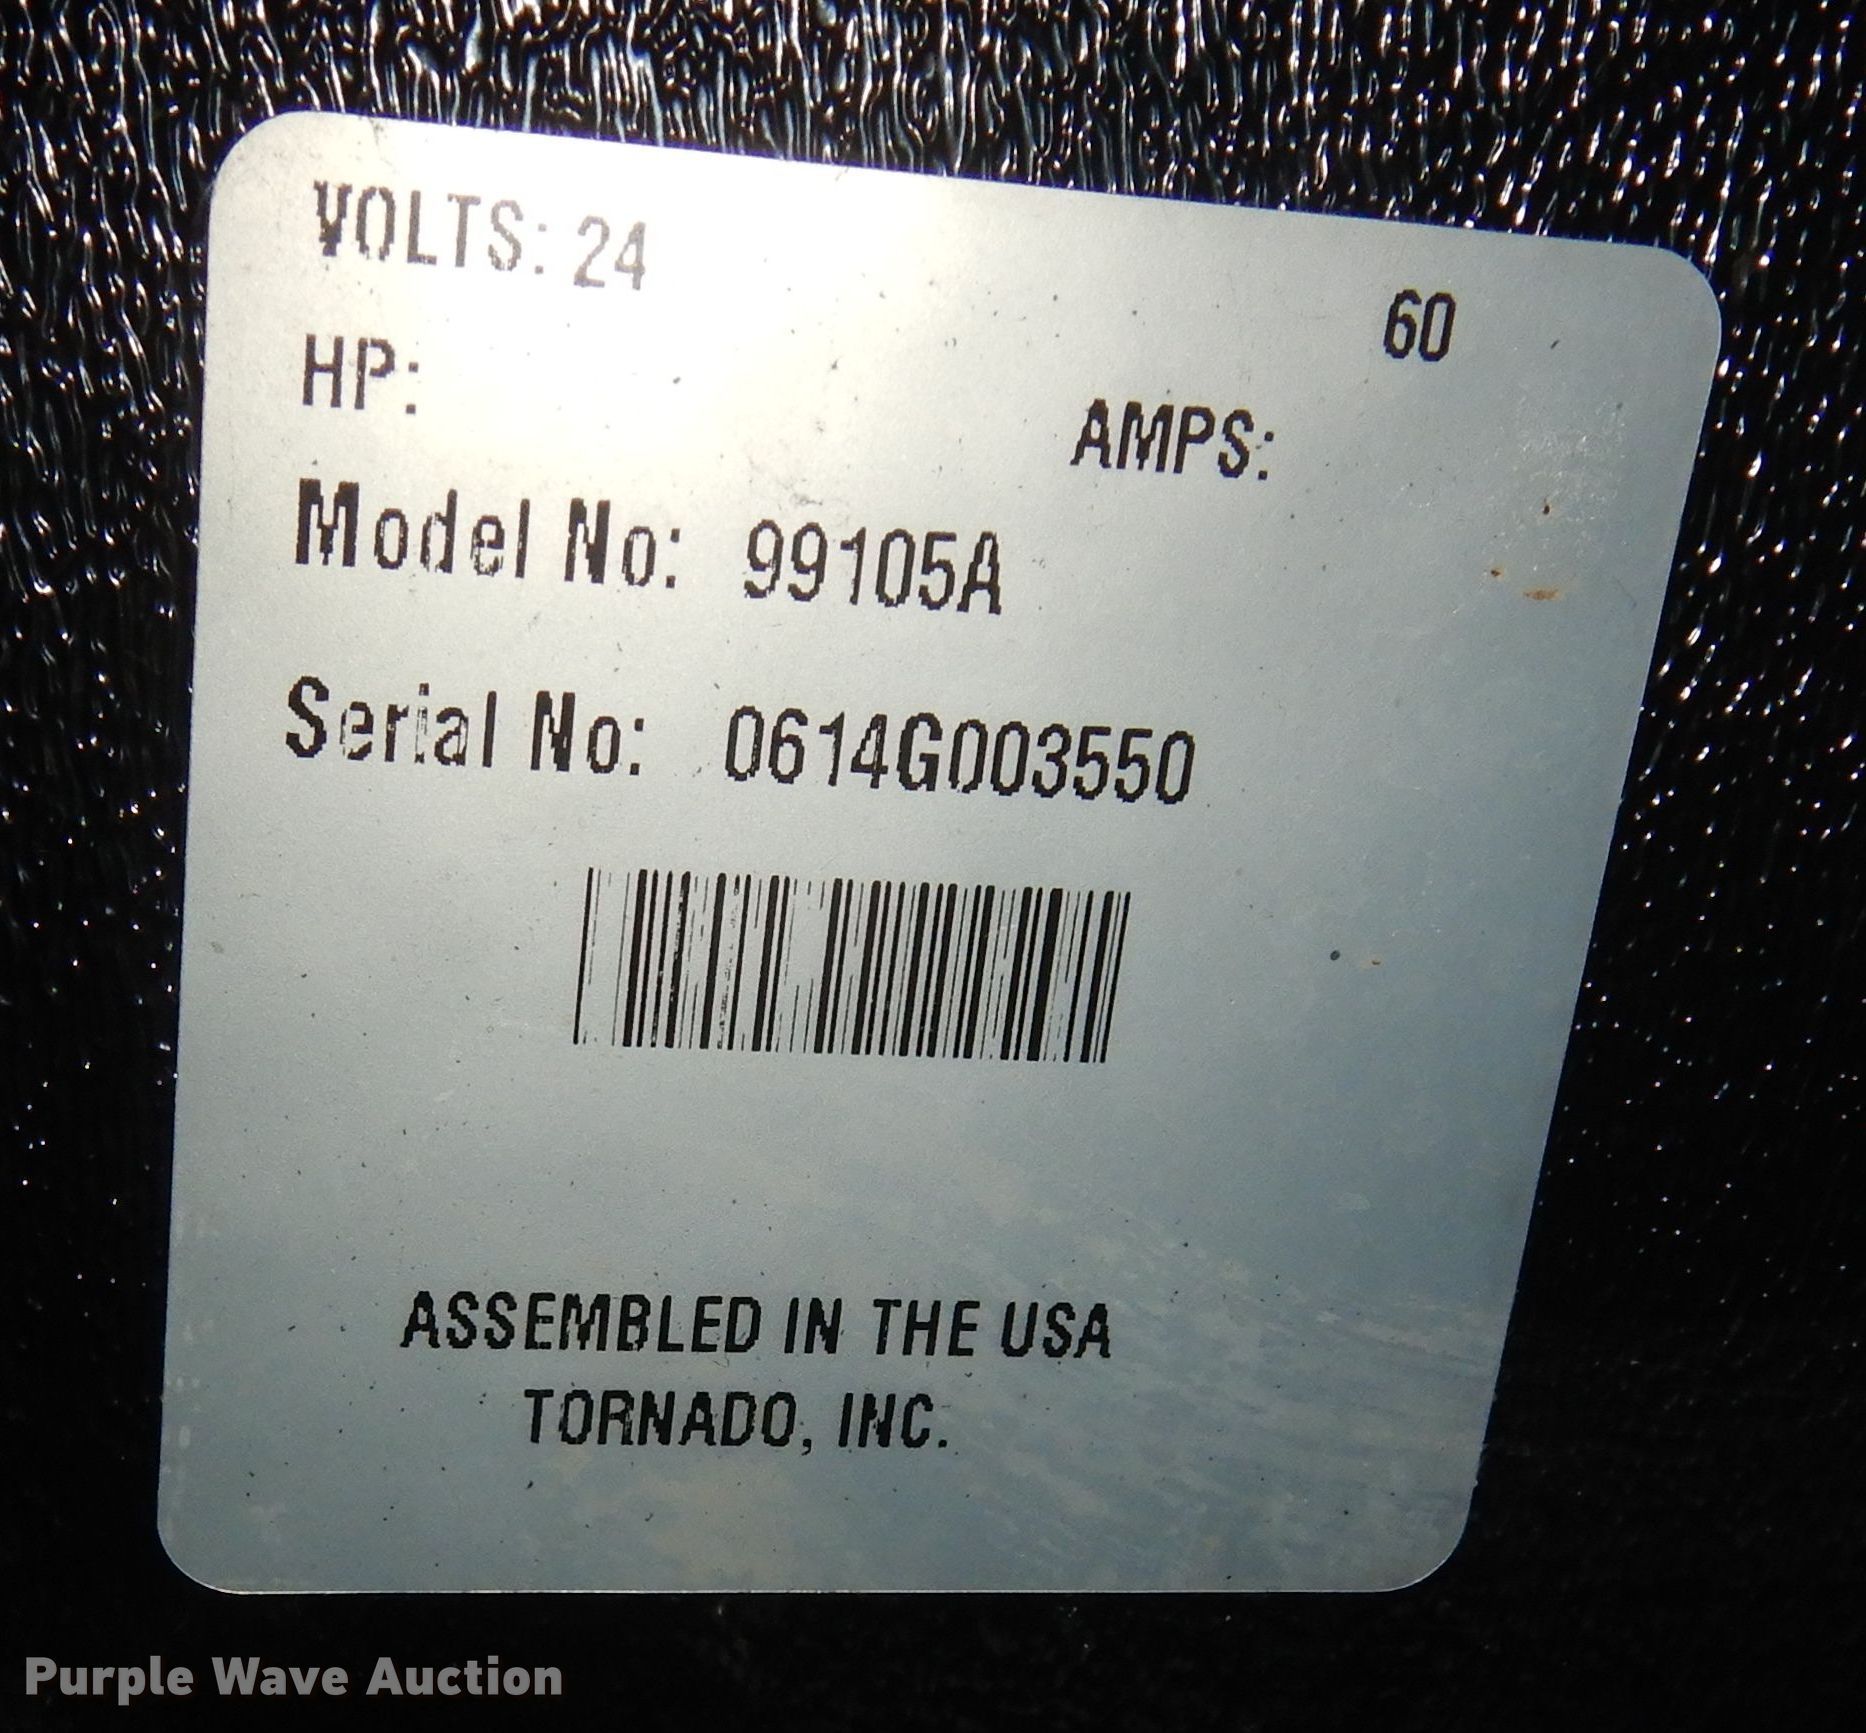 VOLTS: 24
60
HP:
AMPS:
Model No: 99105A
Serial No: 0614G003550
ASSEMBLED IN THE USA
TORNADO, INC.
Purple Wave Auction